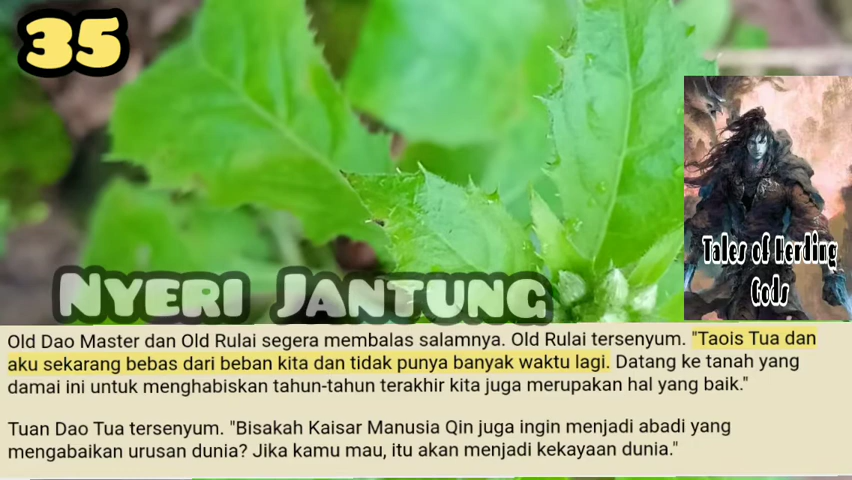 35
Tales of Herding
Gods
NYERI JANTUNG
Old Dao Master dan Old Rulai segera membalas salamnya. Old Rulai tersenyum. "Taois Tua dan
aku sekarang bebas dari beban kita dan tidak punya banyak waktu lagi. Datang ke tanah yang
damai ini untuk menghabiskan tahun-tahun terakhir kita juga merupakan hal yang baik."
Tuan Dao Tua tersenyum. "Bisakah Kaisar Manusia Qin juga ingin menjadi abadi yang
mengabaikan urusan dunia? Jika kamu mau, itu akan menjadi kekayaan dunia."